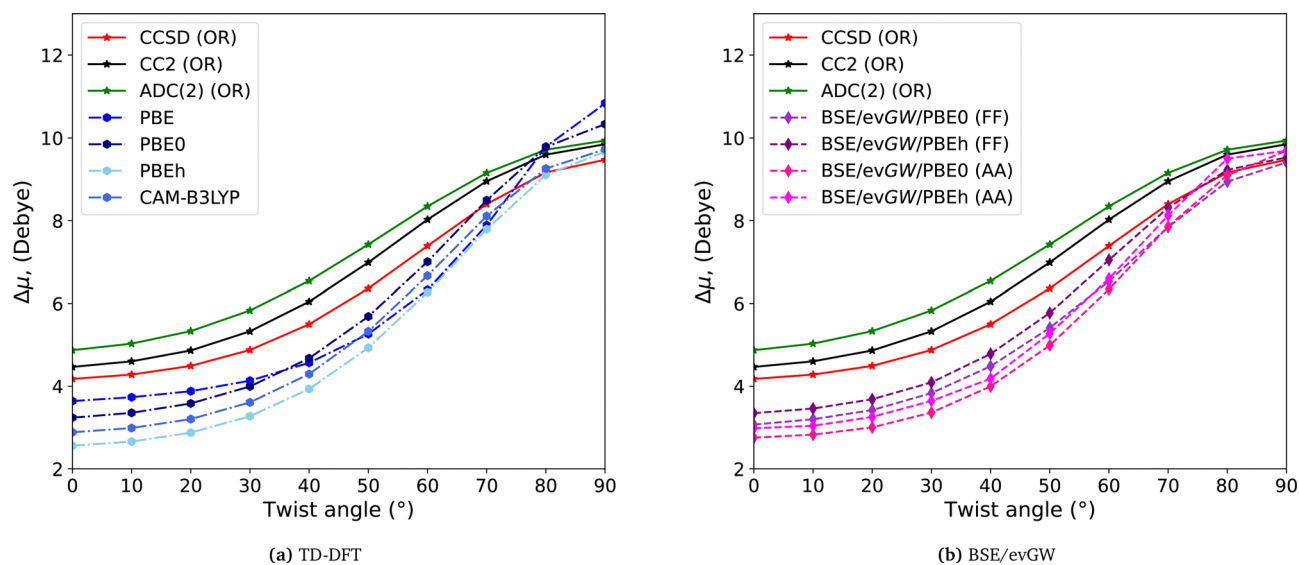 12
10
8
6
4
2
Δμ, (Debye)
CCSD (OR)
CC2 (OR)
ADC(2) (OR)
PBE
PBE0
PBEh
CAM-B3LYP
0 10 20 30 40 50 60 70 80 90
Twist angle (°)
(a) TD-DFT
12
10
8
6
4
2
Δμ, (Debye)
CCSD (OR)
CC2 (OR)
ADC(2) (OR)
BSE/evGW/PBE0 (FF)
BSE/evGW/PBEh (FF)
BSE/evGW/PBE0 (AA)
BSE/evGW/PBEh (AA)
0 10 20 30 40 50 60 70 80 90
Twist angle (°)
(b) BSE/evGW